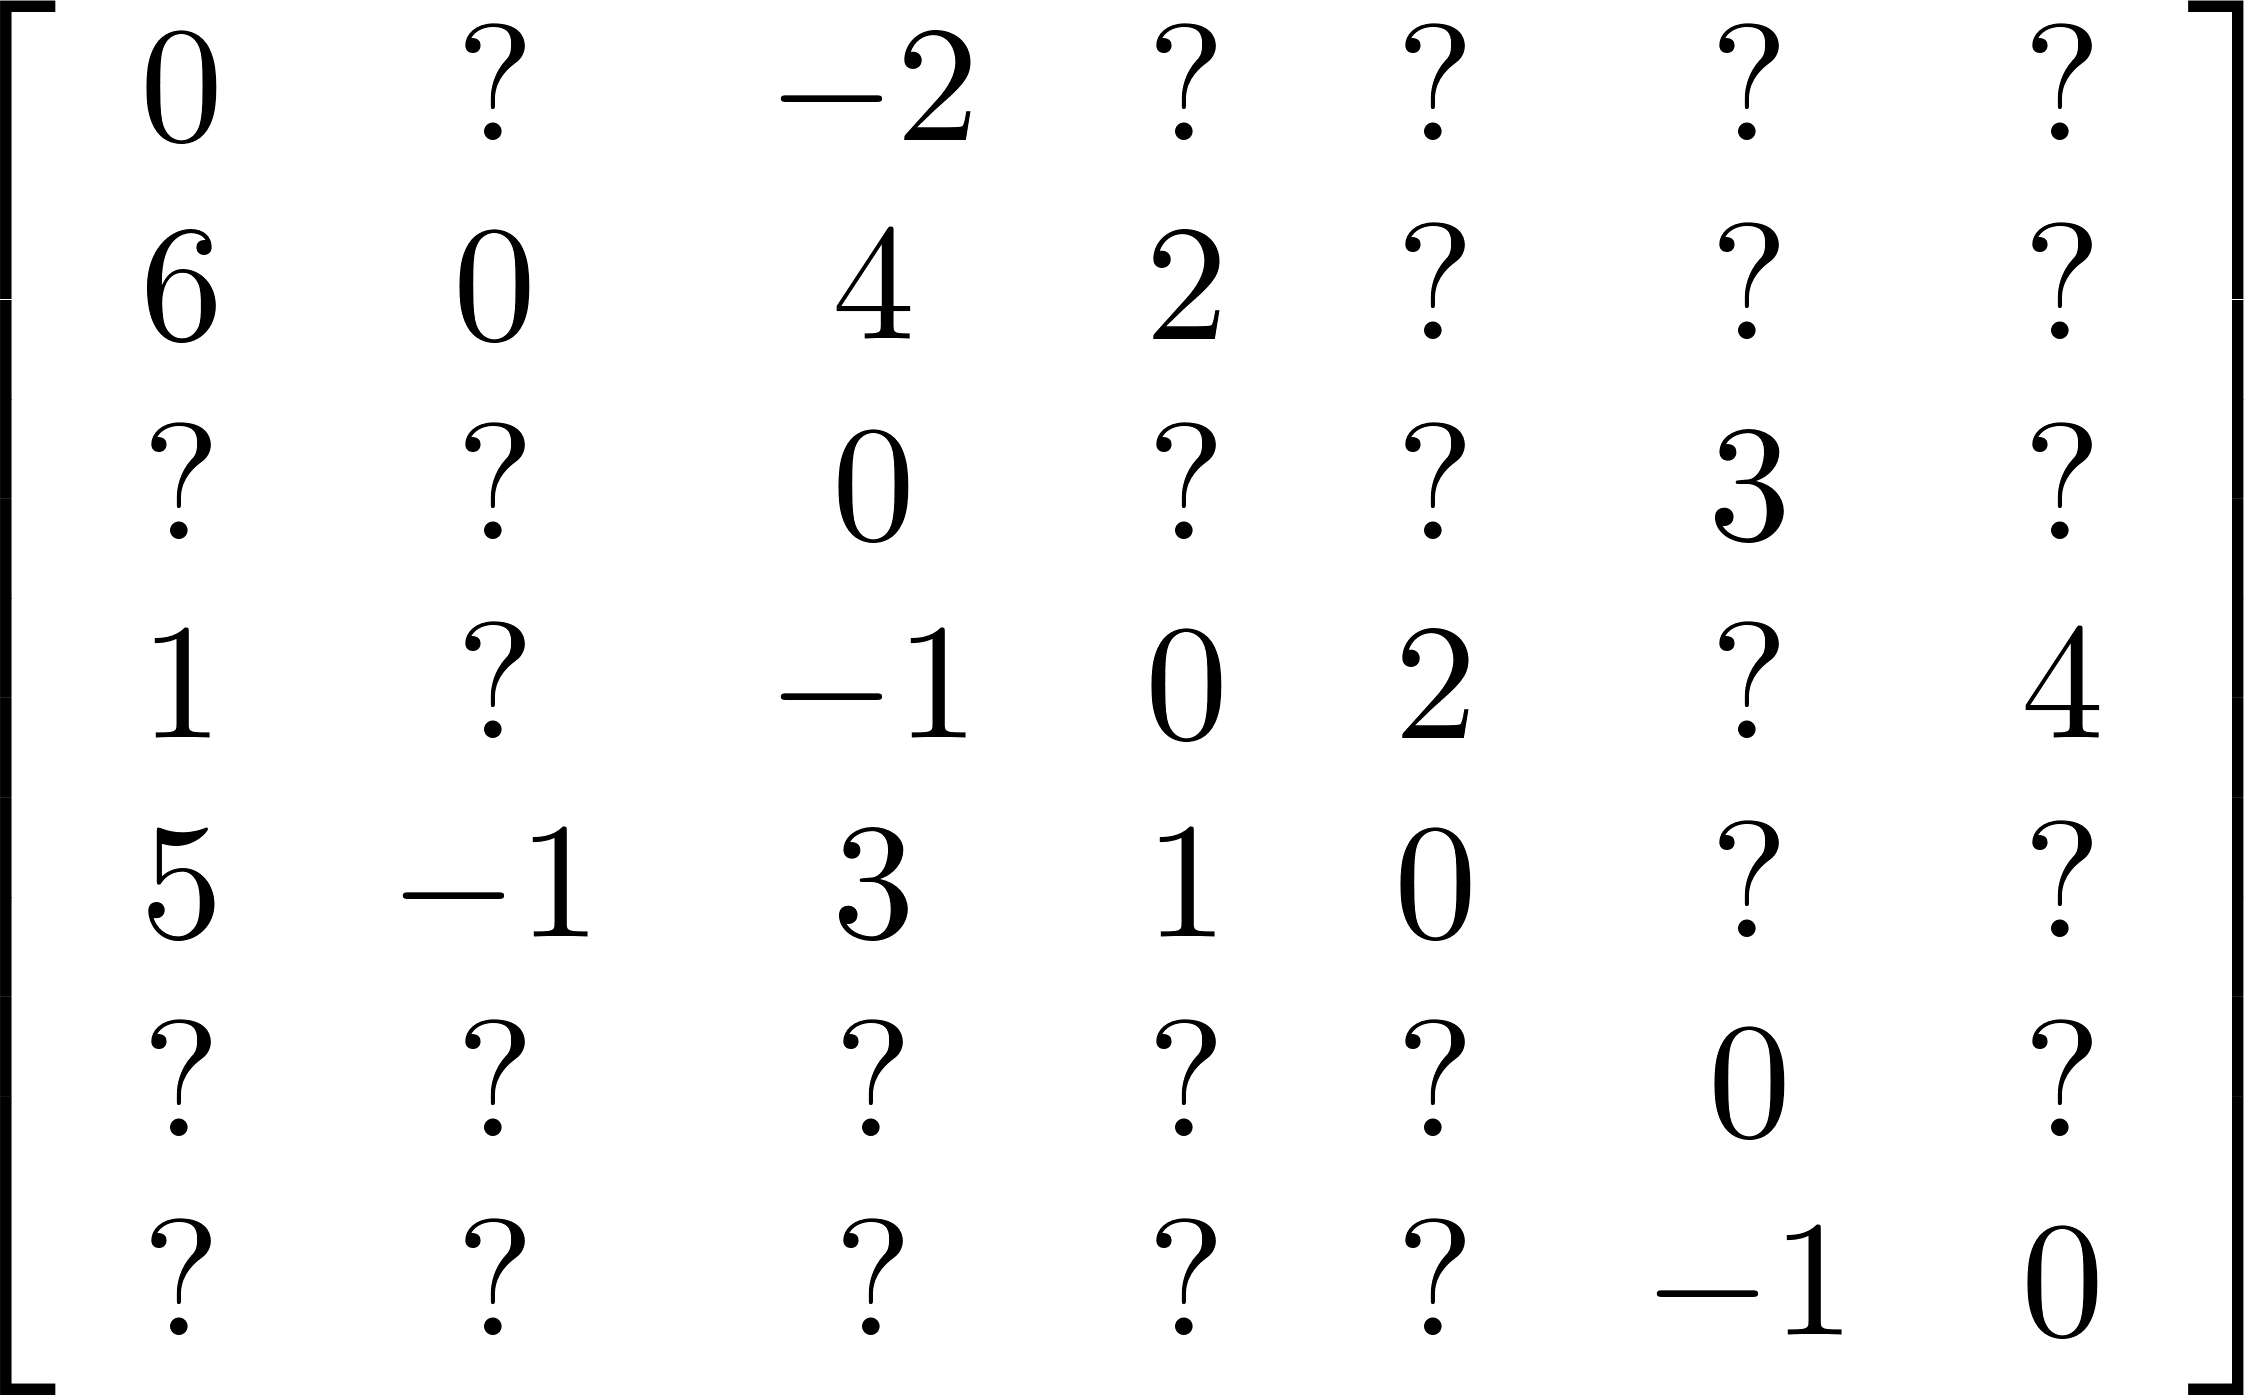 0 ? −2 ? ? ? ?
6 0 4 2 ? ? ?
? ? 0 ? ? 3 ?
1 ? −1 0 2 ? 4
5 −1 3 1 0 ? ?
? ? ? ? ? 0 ?
? ? ? ? ? −1 0